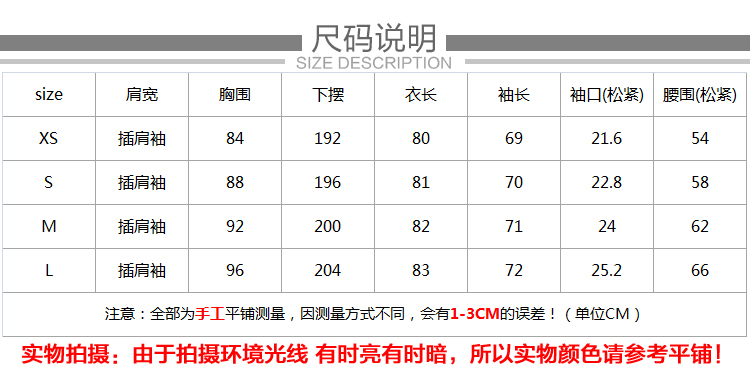 尺码说明
SIZE DESCRIPTION
size 肩宽 胸围 下摆 衣长 袖长 袖口(松紧) 腰围(松紧)
XS 插肩袖 84 192 80 69 21.6 54
S 插肩袖 88 196 81 70 22.8 58
M 插肩袖 92 200 82 71 24 62
L 插肩袖 96 204 83 72 25.2 66
注意：全部为手工平铺测量，因测量方式不同，会有1-3CM的误差！（单位CM）
实物拍摄：由于拍摄环境光线 有时亮有时暗，所以实物颜色请参考平铺！